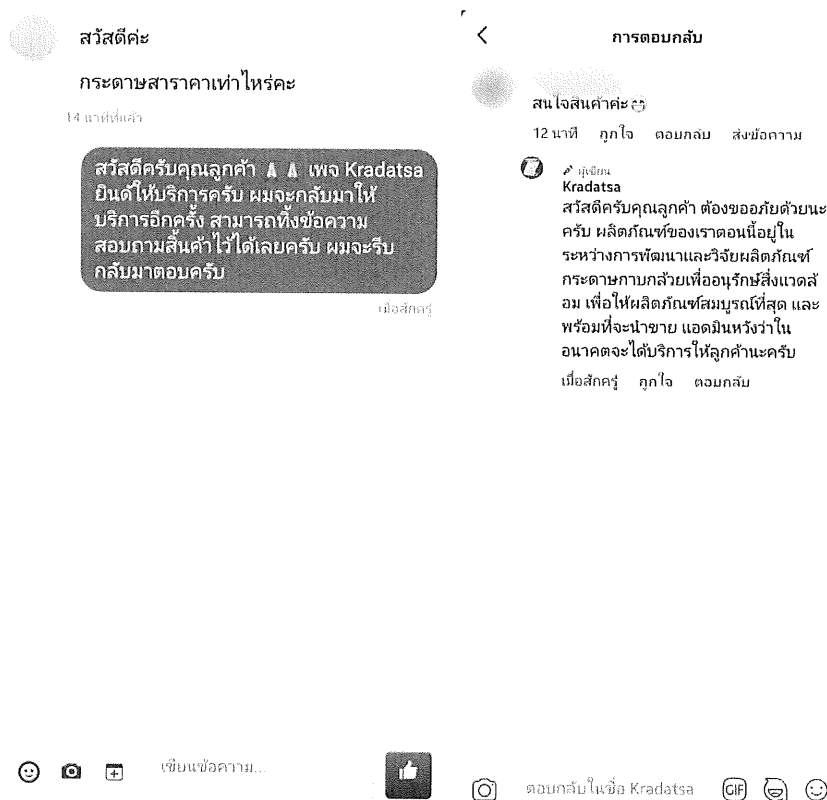 สวัสดีค่ะ
กระดาษสาราคาเท่าไหร่คะ
14 นาทีที่แล้ว
สวัสดีครับคุณลูกค้า 🙏 🙏 เพจ Kradatsa
ยินดีให้บริการครับ ผมจะกลับมาให้
บริการอีกครั้ง สามารถทิ้งข้อความ
สอบถามสินค้าไว้ได้เลยครับ ผมจะรีบ
กลับมาตอบครับ
เมื่อสักครู่
เขียนข้อความ...
การตอบกลับ
สนใจสินค้าค่ะ😁
12 นาที ถูกใจ ตอบกลับ ส่งข้อความ
ผู้เขียน
Kradatsa
สวัสดีครับคุณลูกค้า ต้องขออภัยด้วยนะ
ครับ ผลิตภัณฑ์ของเราตอนนี้อยู่ใน
ระหว่างการพัฒนาและวิจัยผลิตภัณฑ์
กระดาษกาบกล้วยเพื่ออนุรักษ์สิ่งแวดล้
อม เพื่อให้ผลิตภัณฑ์สมบูรณ์ที่สุด และ
พร้อมที่จะนำขาย แอดมินหวังว่าใน
อนาคตจะได้บริการให้ลูกค้านะครับ
เมื่อสักครู่ ถูกใจ ตอบกลับ
ตอบกลับในชื่อ Kradatsa
GIF